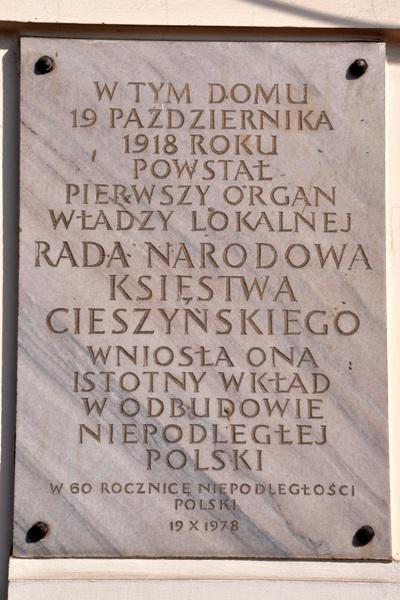 W TYM DOMU
19 PAŹDZIERNIKA
1918 ROKU
POWSTAŁ
PIERWSZY ORGAN
WŁADZY LOKALNEJ
RADA NARODOWA
KSIĘSTWA
CIESZYŃSKIEGO
WNIOSŁA ONA
ISTOTNY WKŁAD
W ODBUDOWIE
NIEPODLEGŁEJ
POLSKI
W 60 ROCZNICĘ NIEPODLEGŁOŚCI
POLSKI
19 X 1978